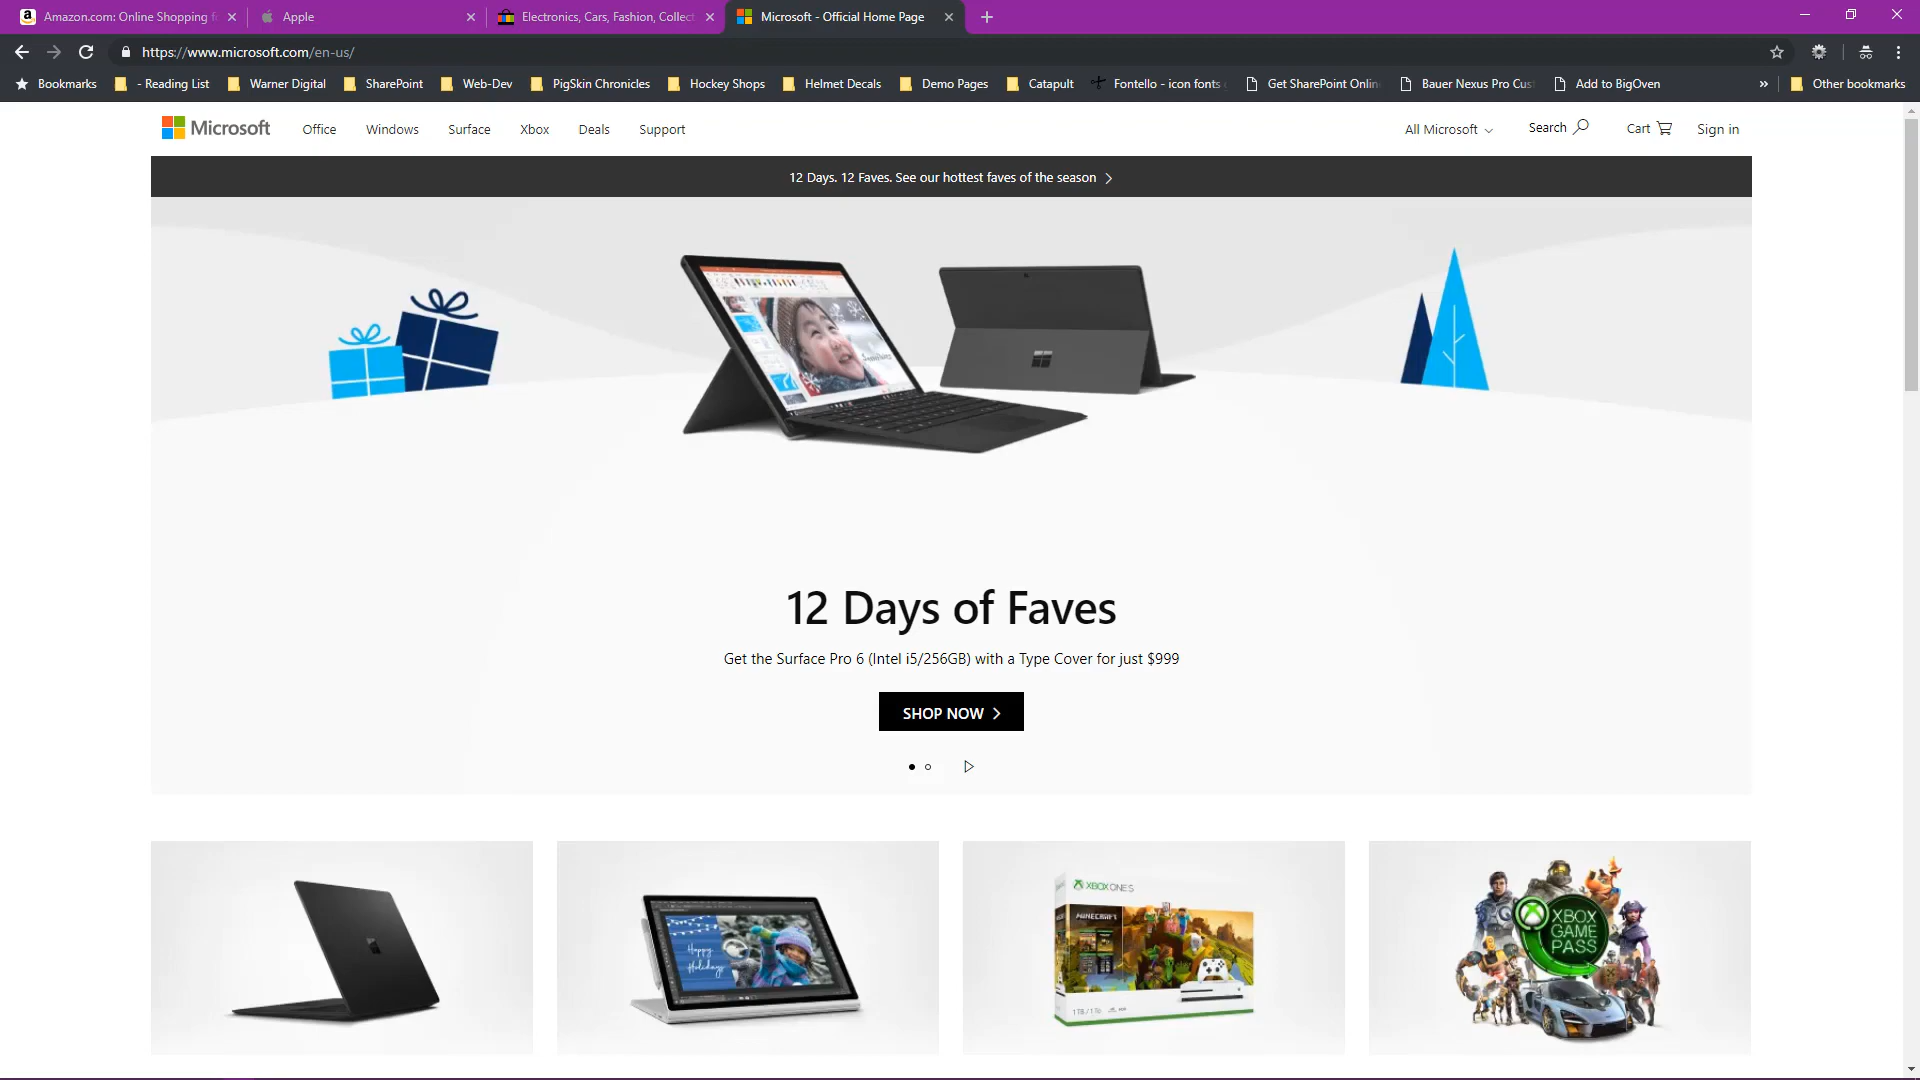 Amazon.com: Online Shopping f
Apple
Electronics, Cars, Fashion, Collect
Microsoft - Official Home Page
https://www.microsoft.com/en-us/
Bookmarks
- Reading List
Warner Digital
SharePoint
Web-Dev
PigSkin Chronicles
Hockey Shops
Helmet Decals
Demo Pages
Catapult
Fontello - icon fonts
Get SharePoint Onlin
Bauer Nexus Pro Cus
Add to BigOven
»
Other bookmarks
Microsoft
Office
Windows
Surface
Xbox
Deals
Support
All Microsoft
Search
Cart
Sign in
12 Days. 12 Faves. See our hottest faves of the season
12 Days of Faves
Get the Surface Pro 6 (Intel i5/256GB) with a Type Cover for just $999
SHOP NOW
Happy
Holidays
XBOX ONE S
MINECRAFT
1TB/1To
XBOX
GAME
PASS